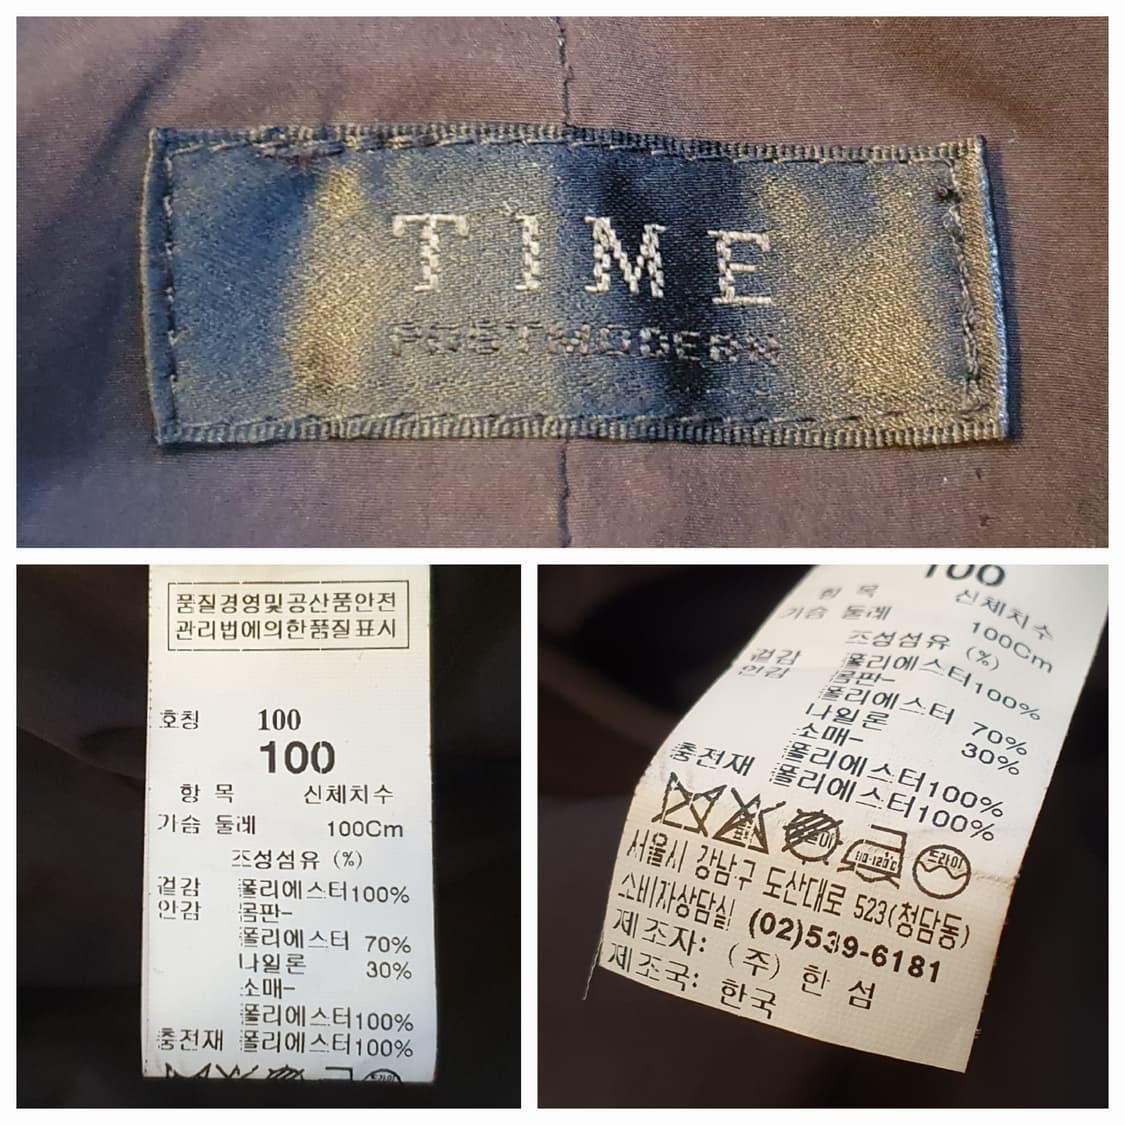 TIME
POSTMODERN
품질경영및공산품안전
관리법에의한품질표시
호칭 100
100
항 목 신체치수
가슴 둘레 100Cm
조성섬유 (%)
겉감 폴리에스터100%
안감 몸판-
폴리에스터 70%
나일론 30%
소매-
폴리에스터100%
충전재 폴리에스터100%
드라이
100
항 목 신체치수
가슴 둘레 100Cm
조성섬유 (%)
겉감 폴리에스터100%
안감 몸판-
폴리에스터 70%
나일론 30%
소매-
폴리에스터100%
충전재 폴리에스터100%
110-120℃ 드라이
서울시 강남구 도산대로 523(청담동)
소비자상담실 (02)539-6181
제조자: (주) 한 섬
제조국: 한국